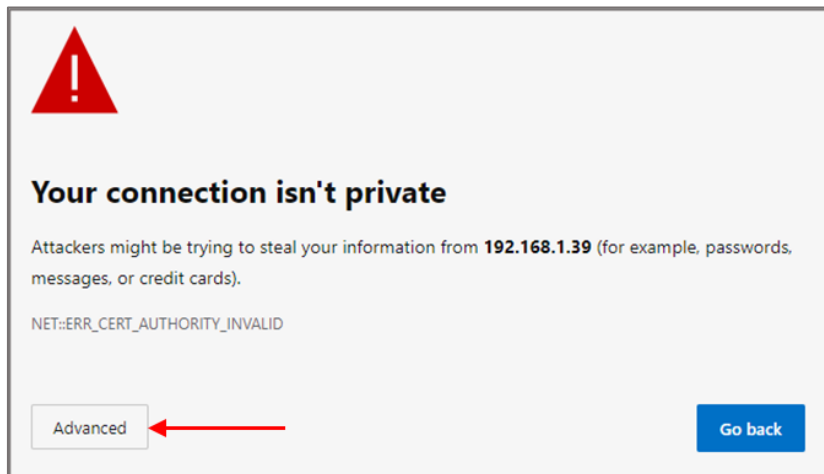 Your connection isn't private
Attackers might be trying to steal your information from 192.168.1.39 (for example, passwords,
messages, or credit cards).
NET::ERR_CERT_AUTHORITY_INVALID
Advanced
Go back